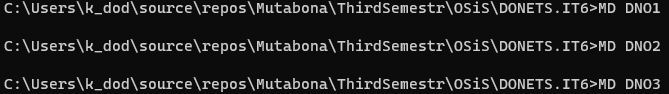 C:\Users\k_dod\source\repos\Mutabona\ThirdSemestr\OSiS\DONETS.IT6>MD DNO1
C:\Users\k_dod\source\repos\Mutabona\ThirdSemestr\OSiS\DONETS.IT6>MD DNO2
C:\Users\k_dod\source\repos\Mutabona\ThirdSemestr\OSiS\DONETS.IT6>MD DNO3